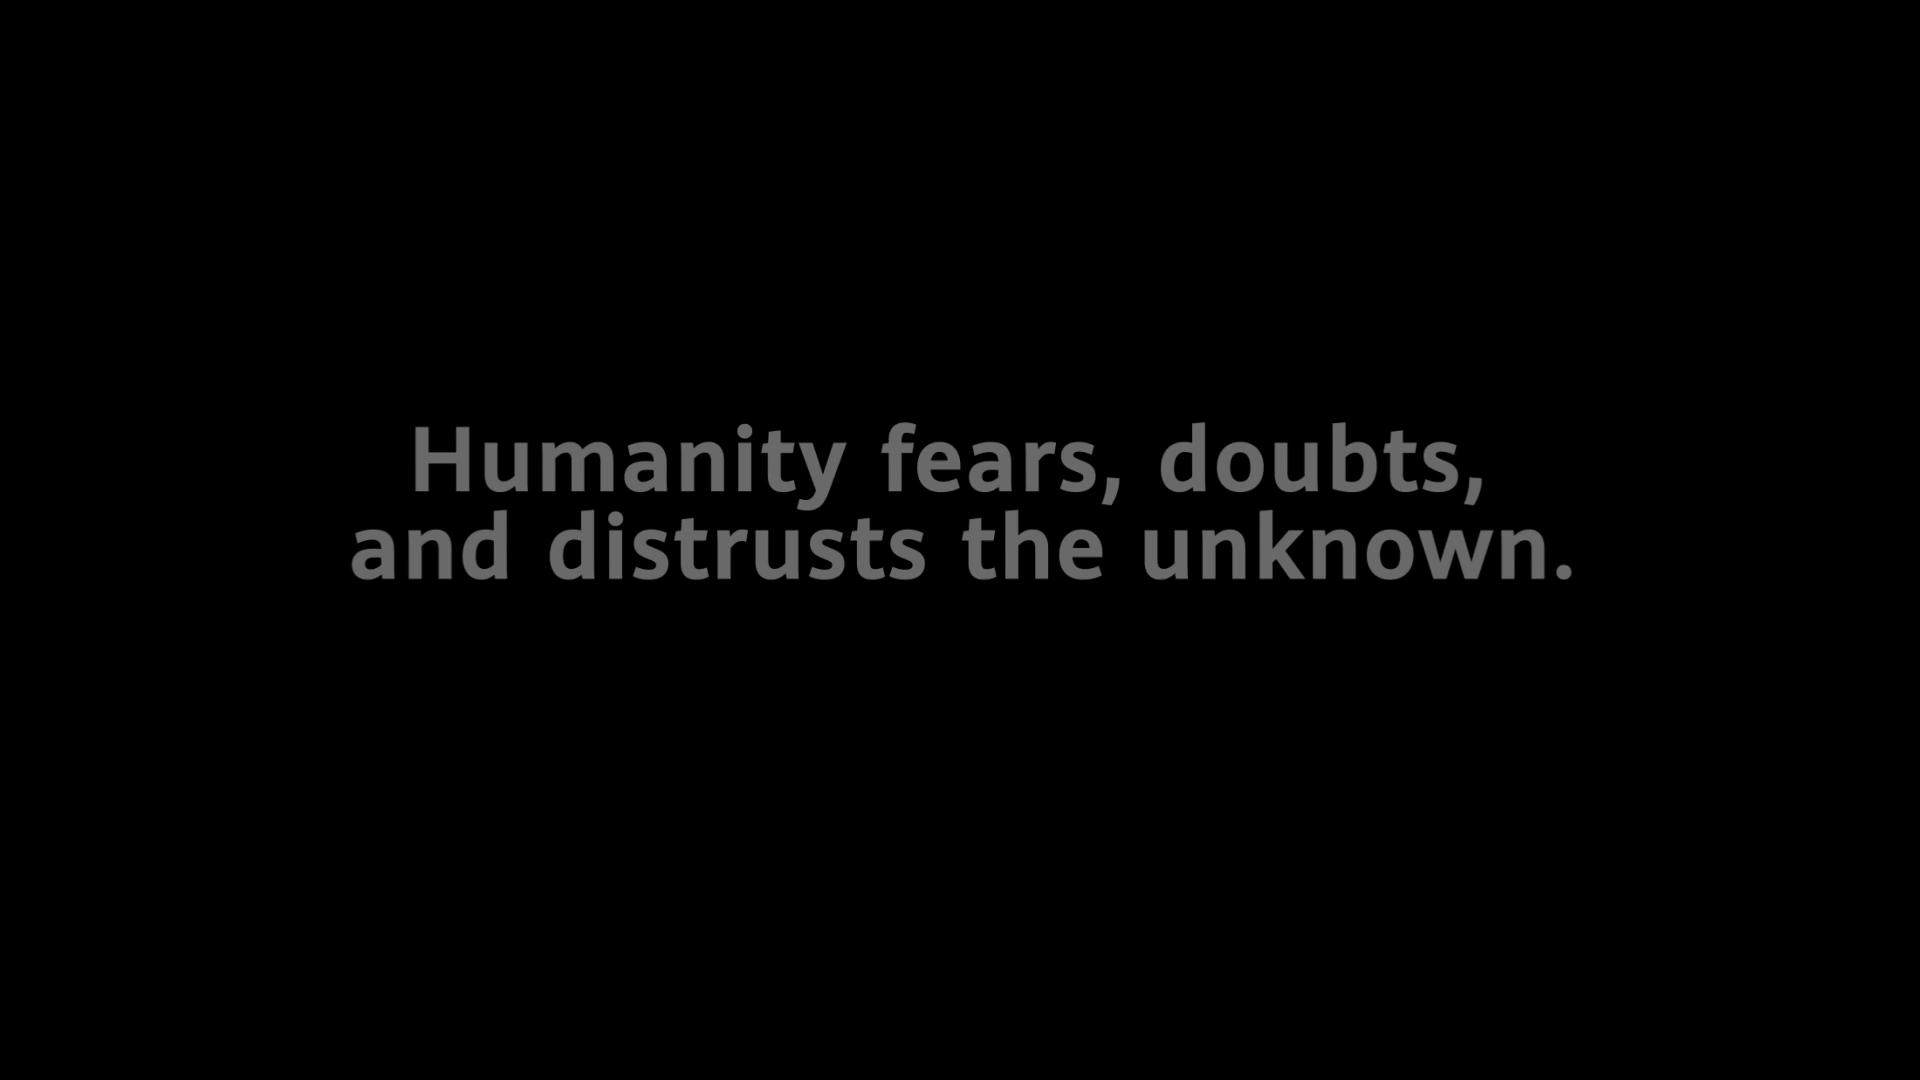 Humanity fears, doubts,
and distrusts the unknown.